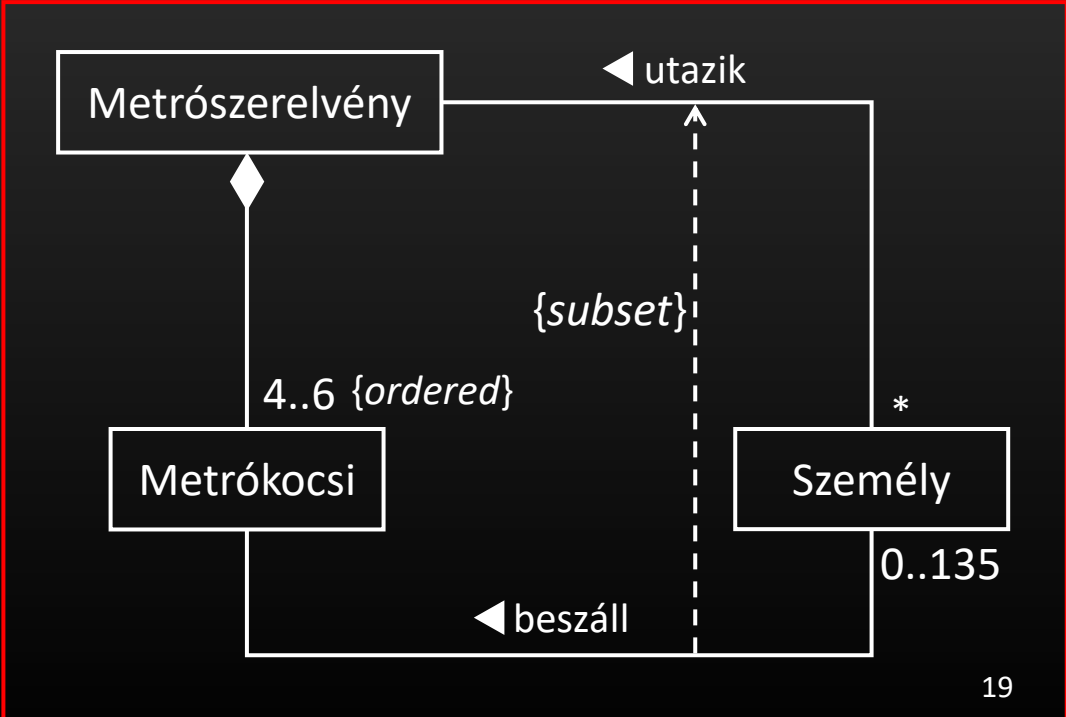 ◀ utazik
Metrószerelvény
{subset}
4..6 {ordered}
*
Metrókocsi
Személy
0..135
◀ beszáll
19